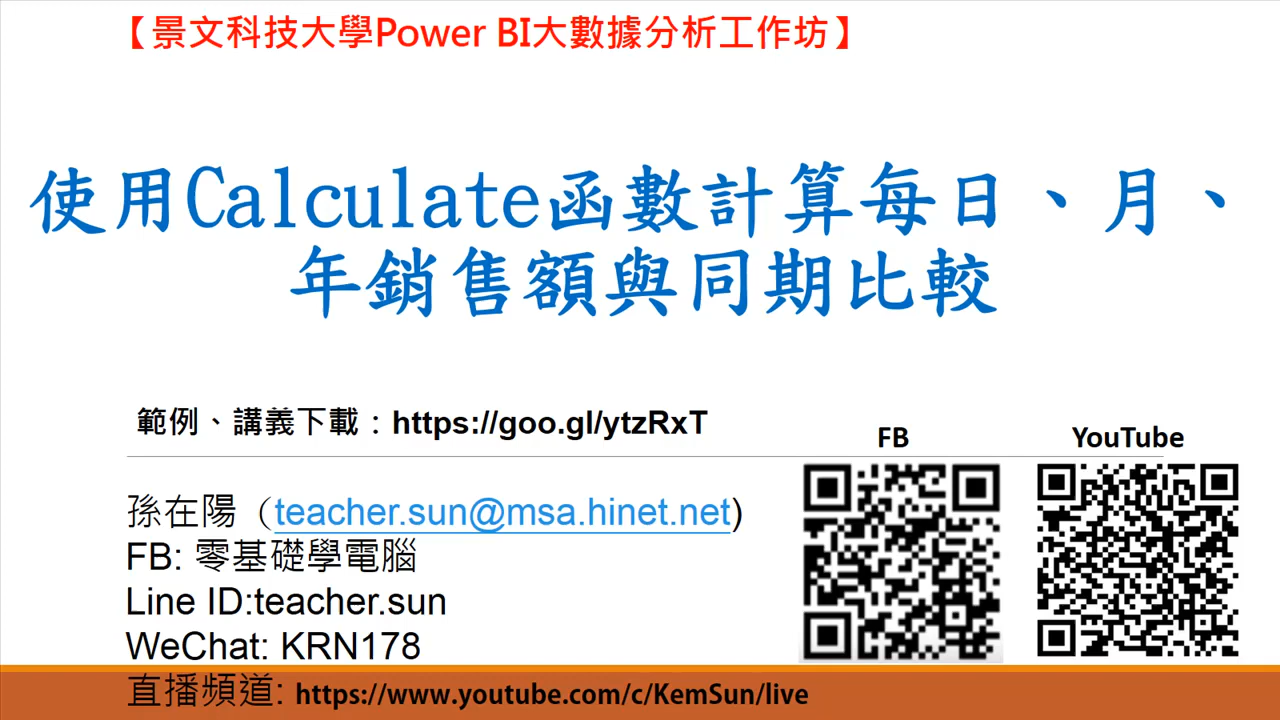 【景文科技大學Power BI大數據分析工作坊】
使用Calculate函數計算每日、月、
年銷售額與同期比較
範例、講義下載：https://goo.gl/ytzRxT
FB
YouTube
孫在陽（teacher.sun@msa.hinet.net)
FB: 零基礎學電腦
Line ID:teacher.sun
WeChat: KRN178
直播頻道: https://www.youtube.com/c/KemSun/live